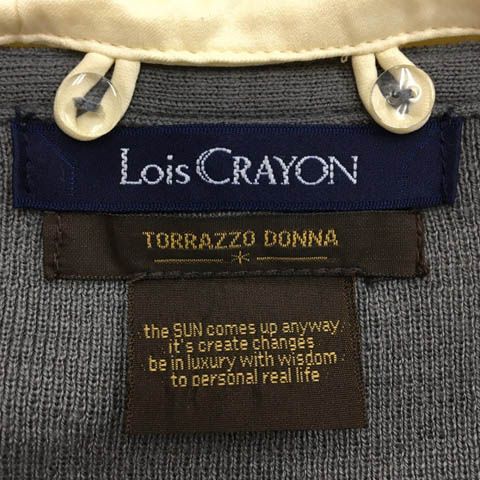 Lois CRAYON
TORRAZZO DONNA
the SUN comes up anyway
it's create changes
be in luxury with wisdom
to personal real life